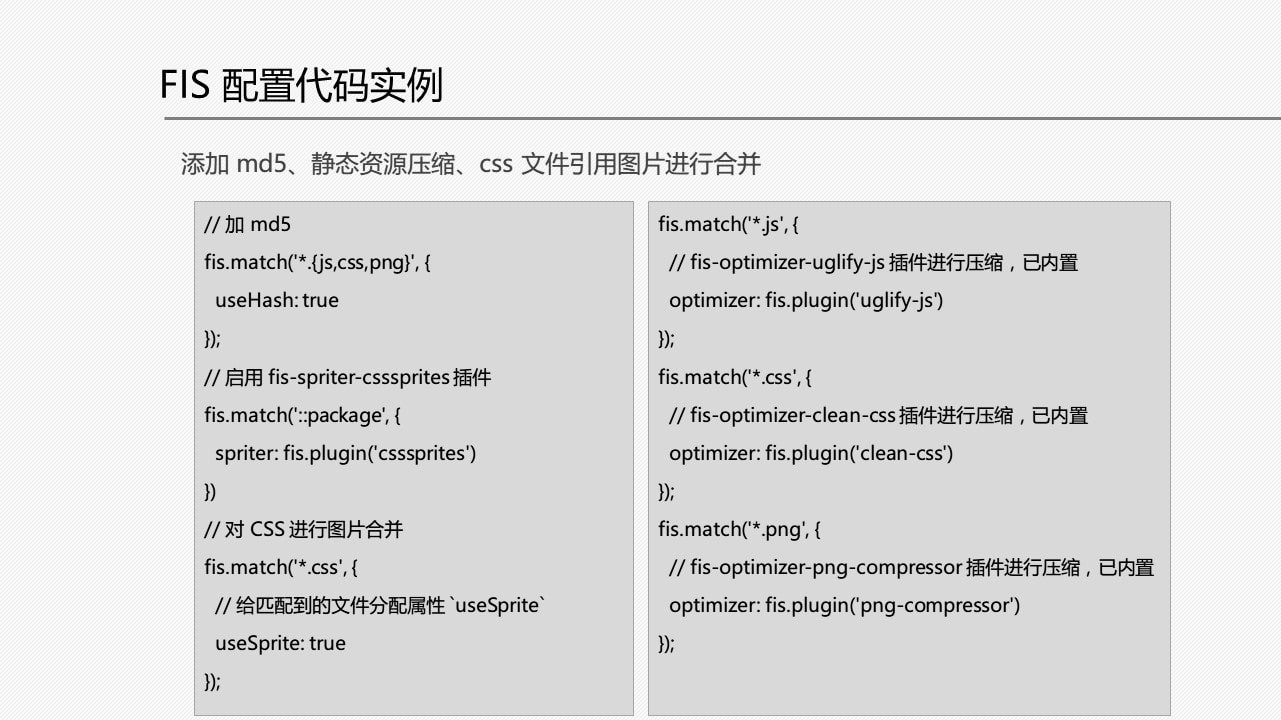 FIS 配置代码实例
添加 md5、静态资源压缩、css 文件引用图片进行合并
// 加 md5
fis.match('*.{js,css,png}', {
  useHash: true
});
// 启用 fis-spriter-csssprites 插件
fis.match('::package', {
  spriter: fis.plugin('csssprites')
})
// 对 CSS 进行图片合并
fis.match('*.css', {
  // 给匹配到的文件分配属性 `useSprite`
  useSprite: true
});
fis.match('*.js', {
  // fis-optimizer-uglify-js 插件进行压缩，已内置
  optimizer: fis.plugin('uglify-js')
});
fis.match('*.css', {
  // fis-optimizer-clean-css 插件进行压缩，已内置
  optimizer: fis.plugin('clean-css')
});
fis.match('*.png', {
  // fis-optimizer-png-compressor 插件进行压缩，已内置
  optimizer: fis.plugin('png-compressor')
});